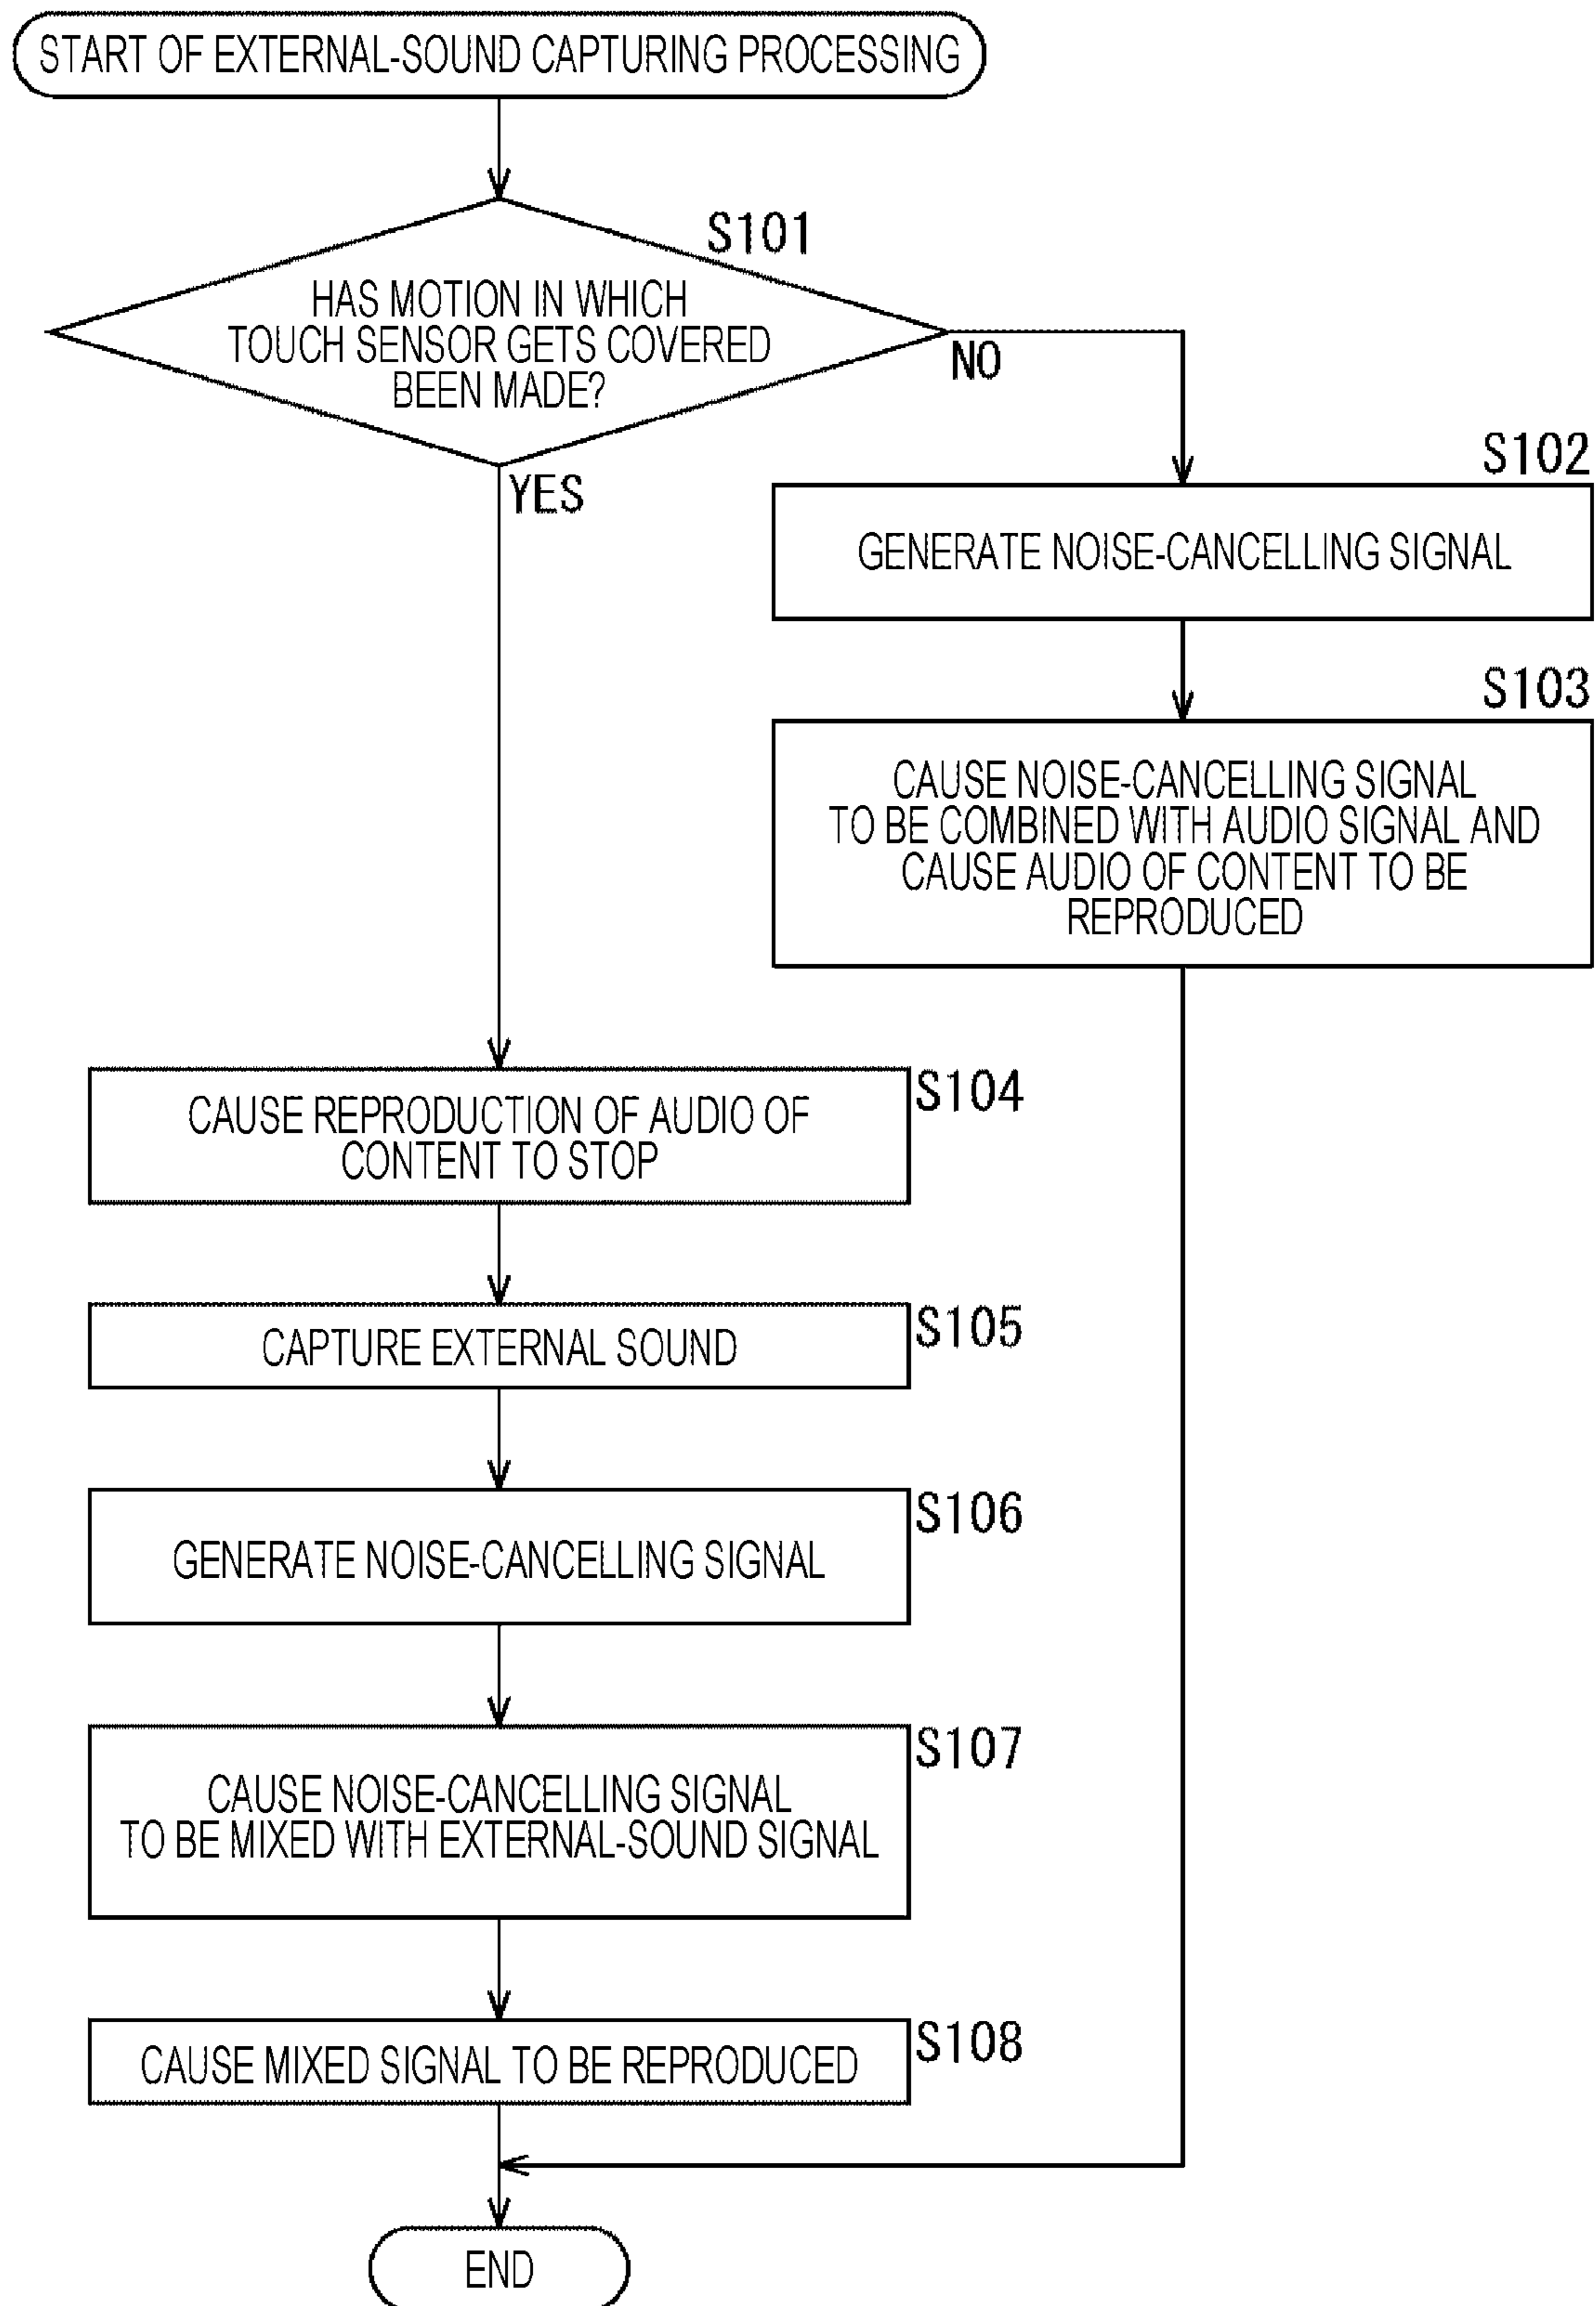 START OF EXTERNAL-SOUND CAPTURING PROCESSING
S101
HAS MOTION IN WHICH
TOUCH SENSOR GETS COVERED
BEEN MADE?
NO
YES
S102
GENERATE NOISE-CANCELLING SIGNAL
S103
CAUSE NOISE-CANCELLING SIGNAL
TO BE COMBINED WITH AUDIO SIGNAL AND
CAUSE AUDIO OF CONTENT TO BE
REPRODUCED
S104
CAUSE REPRODUCTION OF AUDIO OF
CONTENT TO STOP
S105
CAPTURE EXTERNAL SOUND
S106
GENERATE NOISE-CANCELLING SIGNAL
S107
CAUSE NOISE-CANCELLING SIGNAL
TO BE MIXED WITH EXTERNAL-SOUND SIGNAL
S108
CAUSE MIXED SIGNAL TO BE REPRODUCED
END